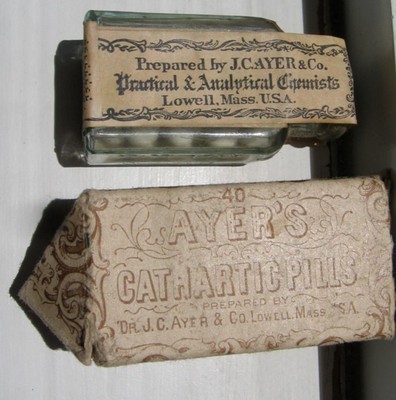 Prepared by J.C.AYER & Co.
Practical & Analytical Chemists
Lowell, Mass. U.S.A.
40
AYER'S
CATHARTIC PILLS
PREPARED BY
DR. J. C. AYER & CO. LOWELL, MASS. USA.